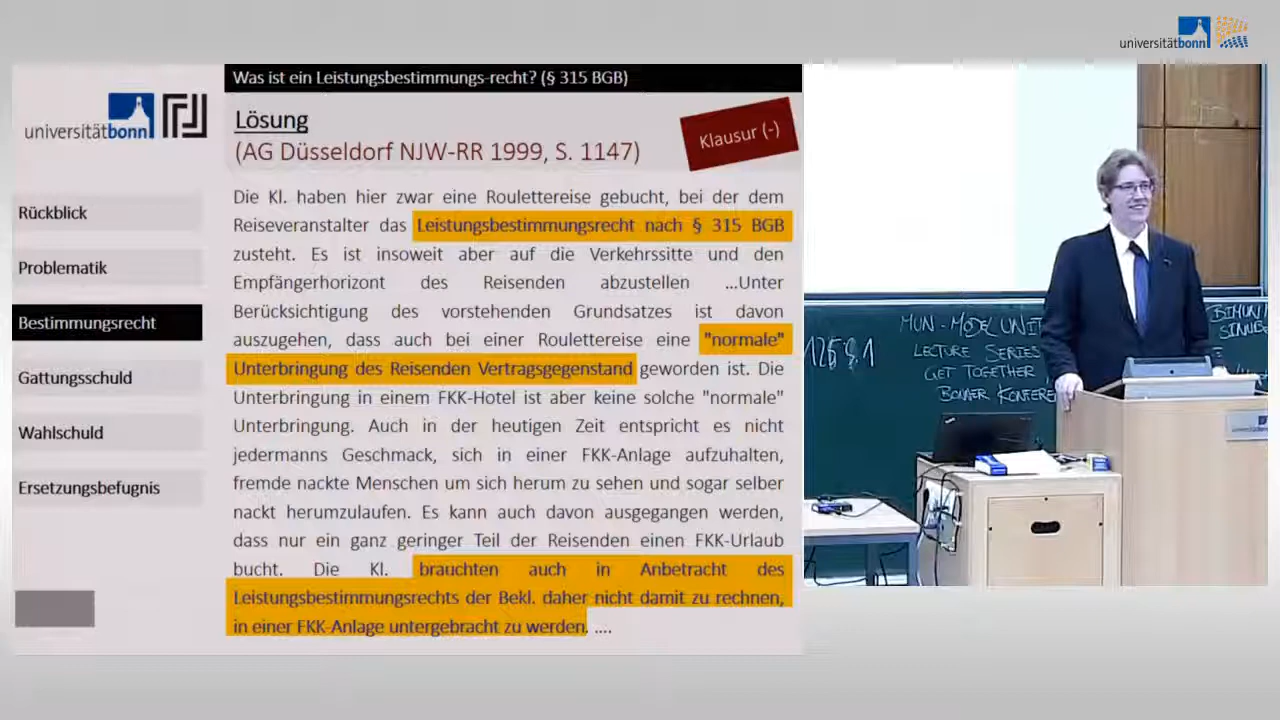 universitätbonn
Was ist ein Leistungsbestimmungs-recht? (§ 315 BGB)
universitätbonn
Lösung
(AG Düsseldorf NJW-RR 1999, S. 1147)
Klausur (-)
Rückblick
Problematik
Bestimmungsrecht
Gattungsschuld
Wahlschuld
Ersetzungsbefugnis
Die Kl. haben hier zwar eine Roulettereise gebucht, bei der dem
Reiseveranstalter das Leistungsbestimmungsrecht nach § 315 BGB
zusteht. Es ist insoweit aber auf die Verkehrssitte und den
Empfängerhorizont des Reisenden abzustellen ...Unter
Berücksichtigung des vorstehenden Grundsatzes ist davon
auszugehen, dass auch bei einer Roulettereise eine "normale"
Unterbringung des Reisenden Vertragsgegenstand geworden ist. Die
Unterbringung in einem FKK-Hotel ist aber keine solche "normale"
Unterbringung. Auch in der heutigen Zeit entspricht es nicht
jedermanns Geschmack, sich in einer FKK-Anlage aufzuhalten,
fremde nackte Menschen um sich herum zu sehen und sogar selber
nackt herumzulaufen. Es kann auch davon ausgegangen werden,
dass nur ein ganz geringer Teil der Reisenden einen FKK-Urlaub
bucht. Die Kl. brauchten auch in Anbetracht des
Leistungsbestimmungsrechts der Bekl. daher nicht damit zu rechnen,
in einer FKK-Anlage untergebracht zu werden. ....
MUN - MODEL UNIT
LECTURE SERIES
GET TOGETHER
BONNER KONFERE
BIMUN